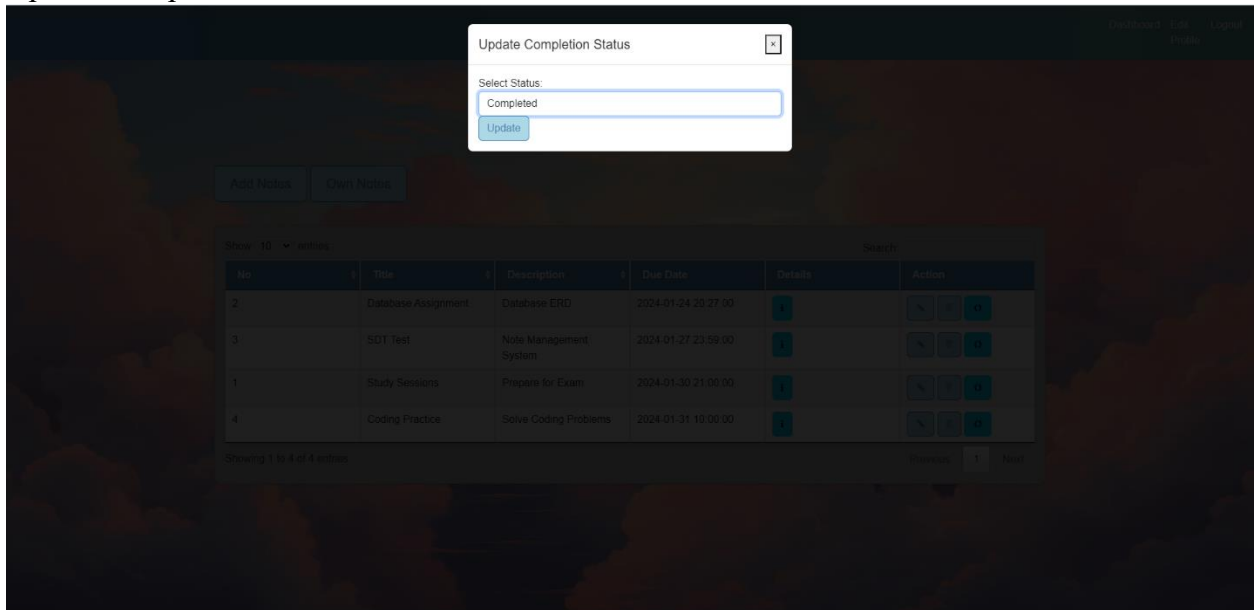 Dashboard Edit Profile Logout
Update Completion Status
×
Select Status:
Completed
Update
Add Notes Own Notes
Show 10 entries Search:
No Title Description Due Date Details Action
2 Database Assignment Database ERD 2024-01-24 20:27:00
3 SDT Test Note Management System 2024-01-27 23:59:00
1 Study Sessions Prepare for Exam 2024-01-30 21:00:00
4 Coding Practice Solve Coding Problems 2024-01-31 10:00:00
Showing 1 to 4 of 4 entries Previous 1 Next